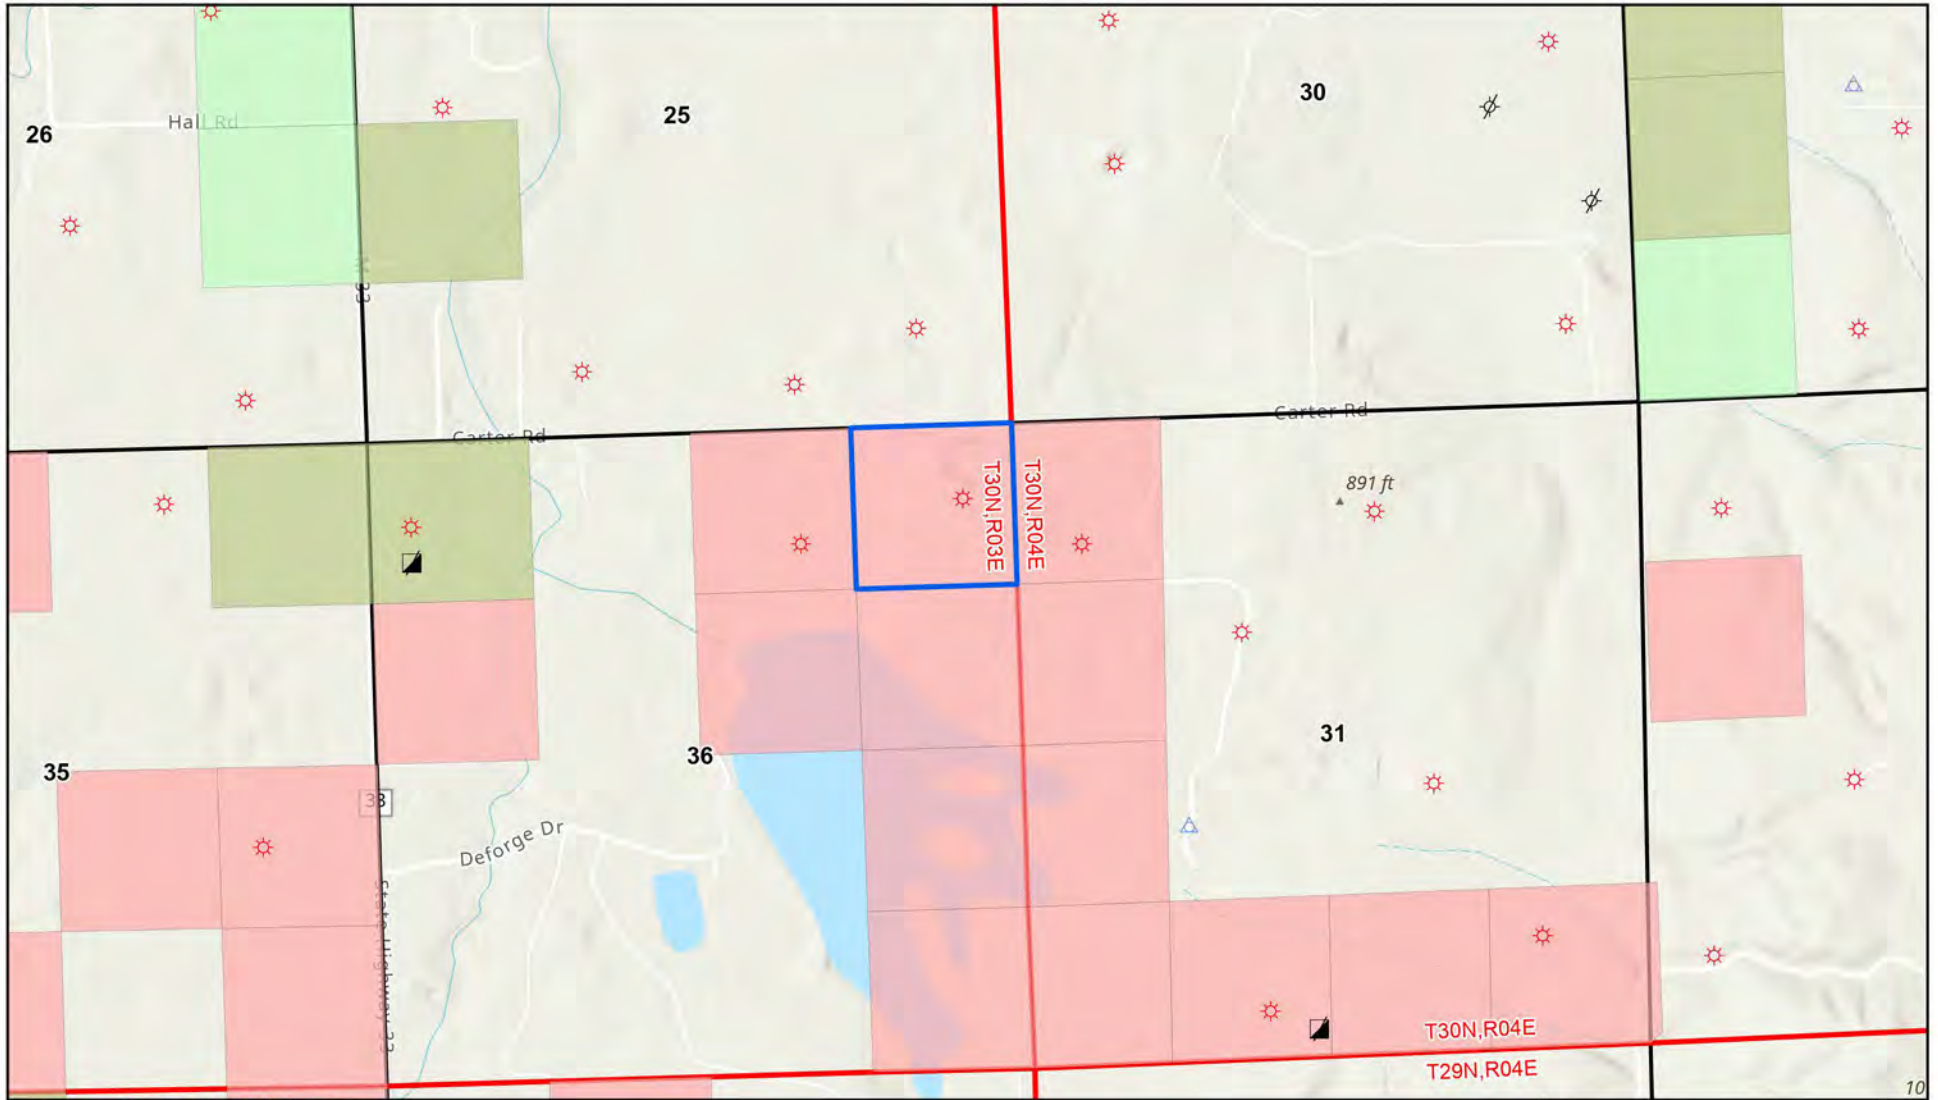 30
25
Hall Rd
26
M 33
Carter Rd
Carter Rd
T30N,R03E
T30N,R04E
891 ft
31
36
35
33
Deforge Dr
State Highway 33
T30N,R04E
T29N,R04E
10